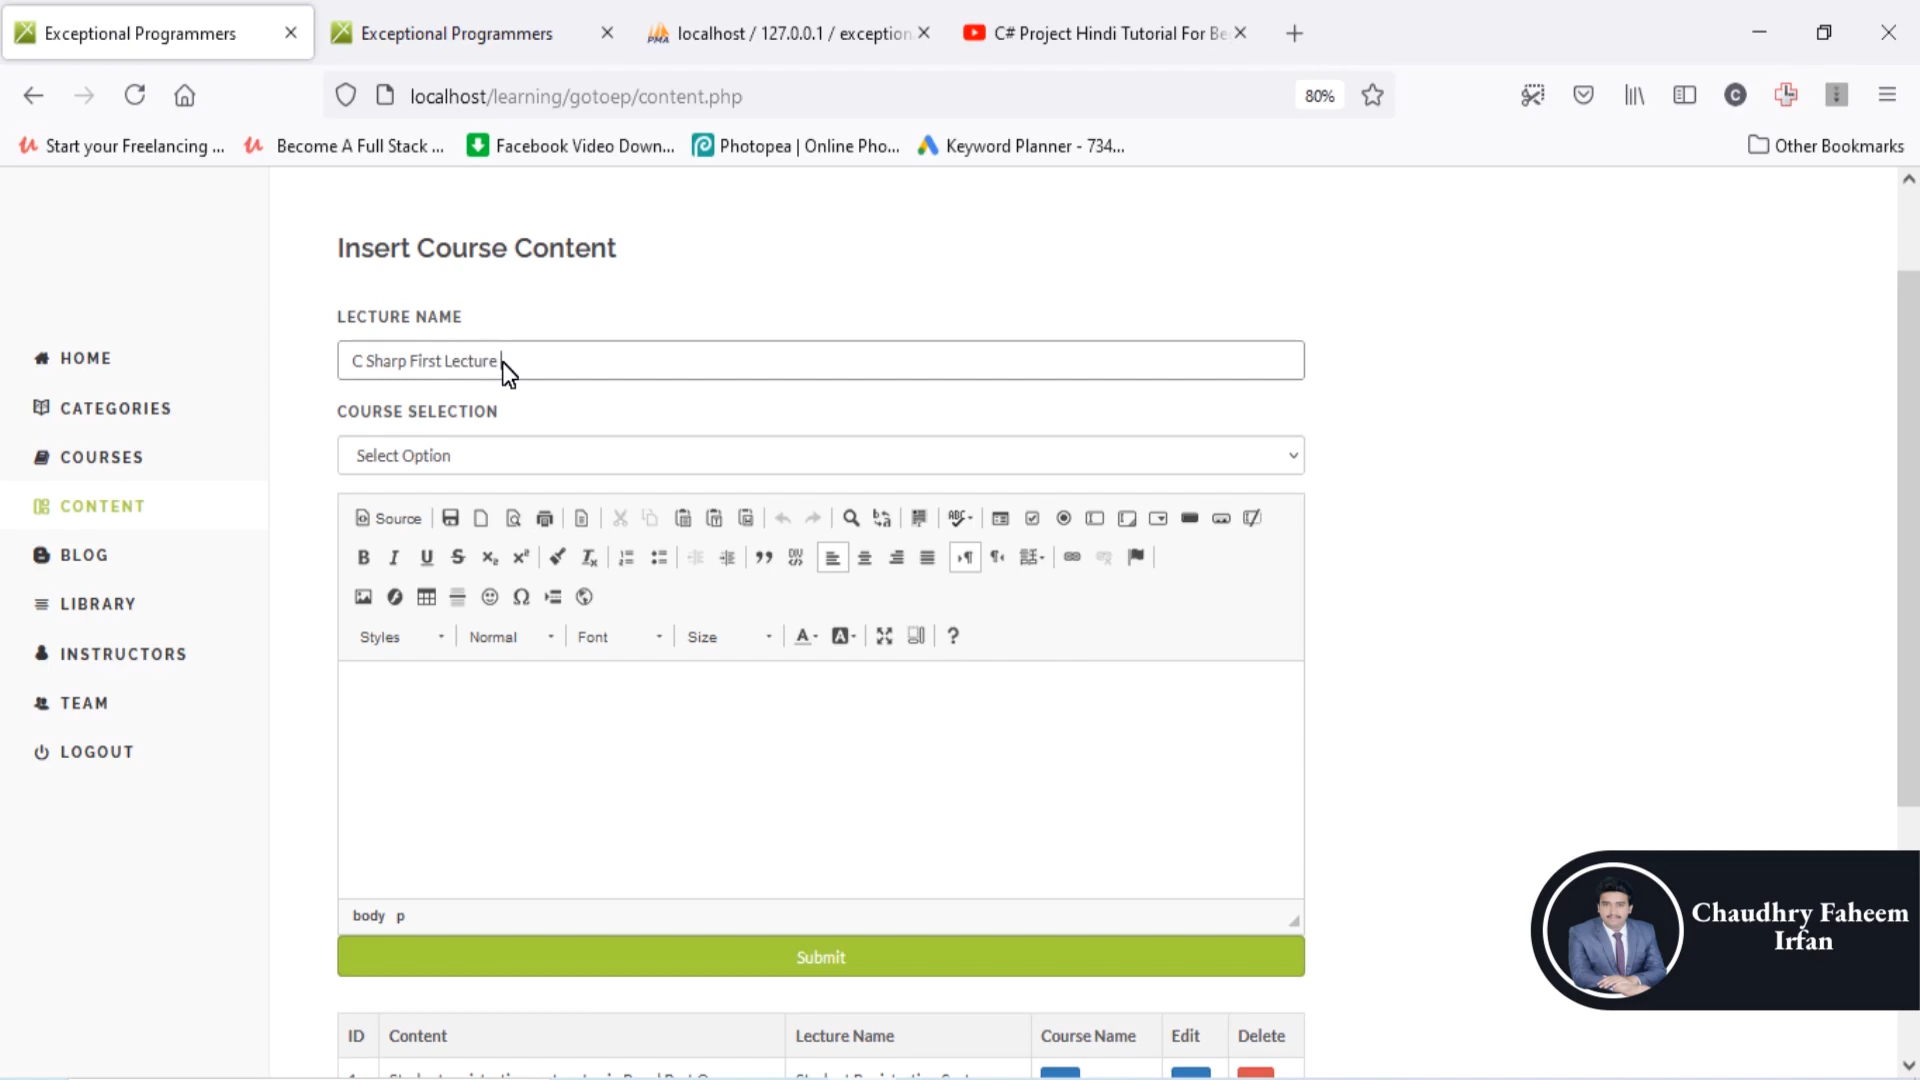 Exceptional Programmers
Exceptional Programmers
localhost / 127.0.0.1 / exception
C# Project Hindi Tutorial For Be
localhost/learning/gotoep/content.php
80%
Start your Freelancing ...
Become A Full Stack ...
Facebook Video Down...
Photopea | Online Pho...
Keyword Planner - 734...
Other Bookmarks
Insert Course Content
LECTURE NAME
C Sharp First Lecture
COURSE SELECTION
Select Option
HOME
CATEGORIES
COURSES
CONTENT
BLOG
LIBRARY
INSTRUCTORS
TEAM
LOGOUT
Source
Styles
Normal
Font
Size
body p
Submit
Chaudhry Faheem
Irfan
ID
Content
Lecture Name
Course Name
Edit
Delete